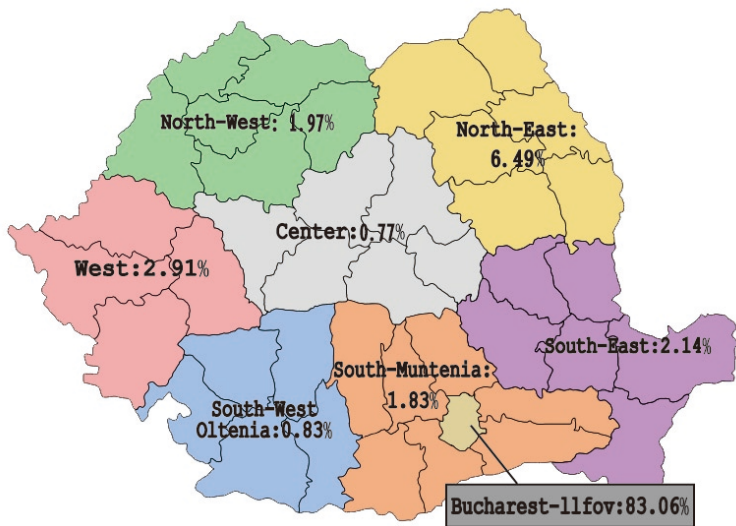 North-West: 1.97%
North-East:
6.49%
Center:0.77%
West:2.91%
South-East:2.14%
South-Muntenia:
1.83%
South-West
Oltenia:0.83%
Bucharest-llfov:83.06%